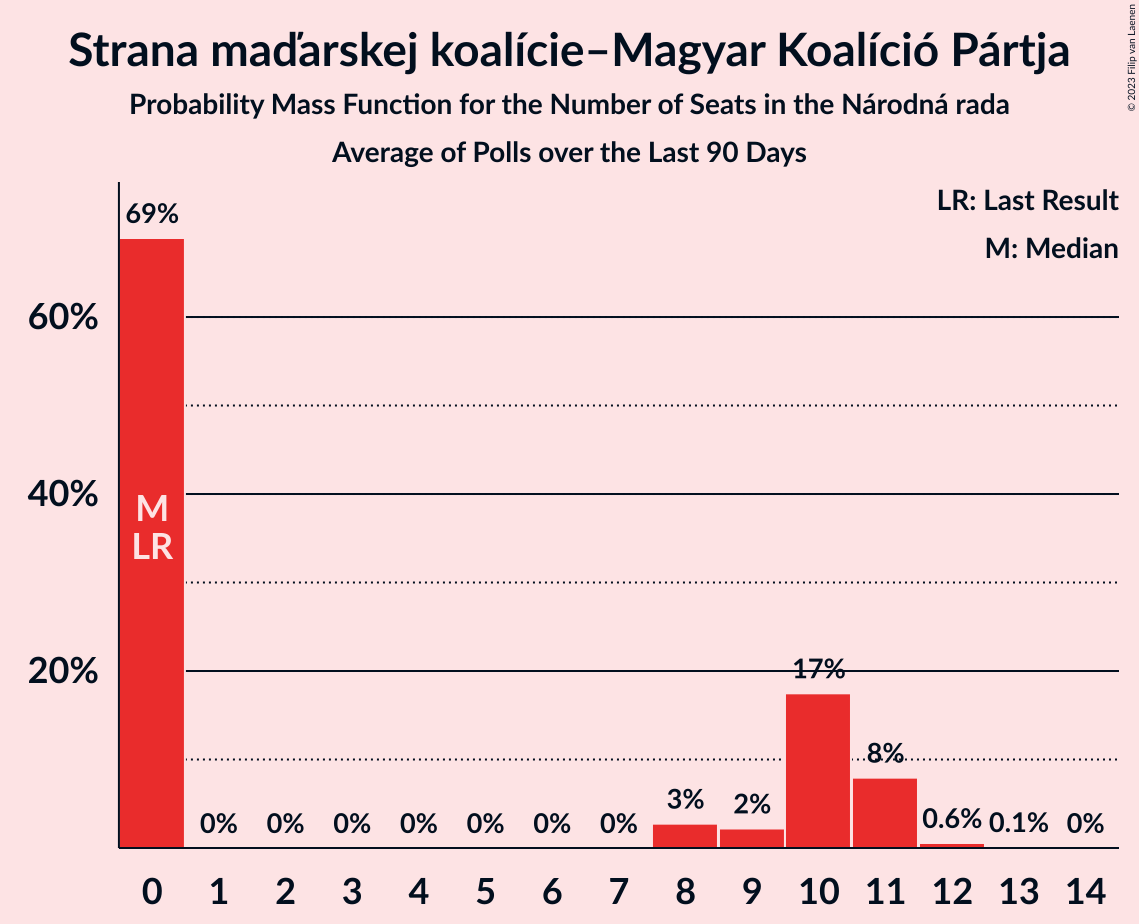 Strana maďarskej koalície–Magyar Koalíció Pártja
Probability Mass Function for the Number of Seats in the Národná rada
Average of Polls over the Last 90 Days
© 2023 Filip van Laenen
LR: Last Result
M: Median
69%
60%
40%
M
LR
20%
17%
8%
3%
2%
0% 0% 0% 0% 0% 0% 0% 0.6% 0.1% 0%
0 1 2 3 4 5 6 7 8 9 10 11 12 13 14